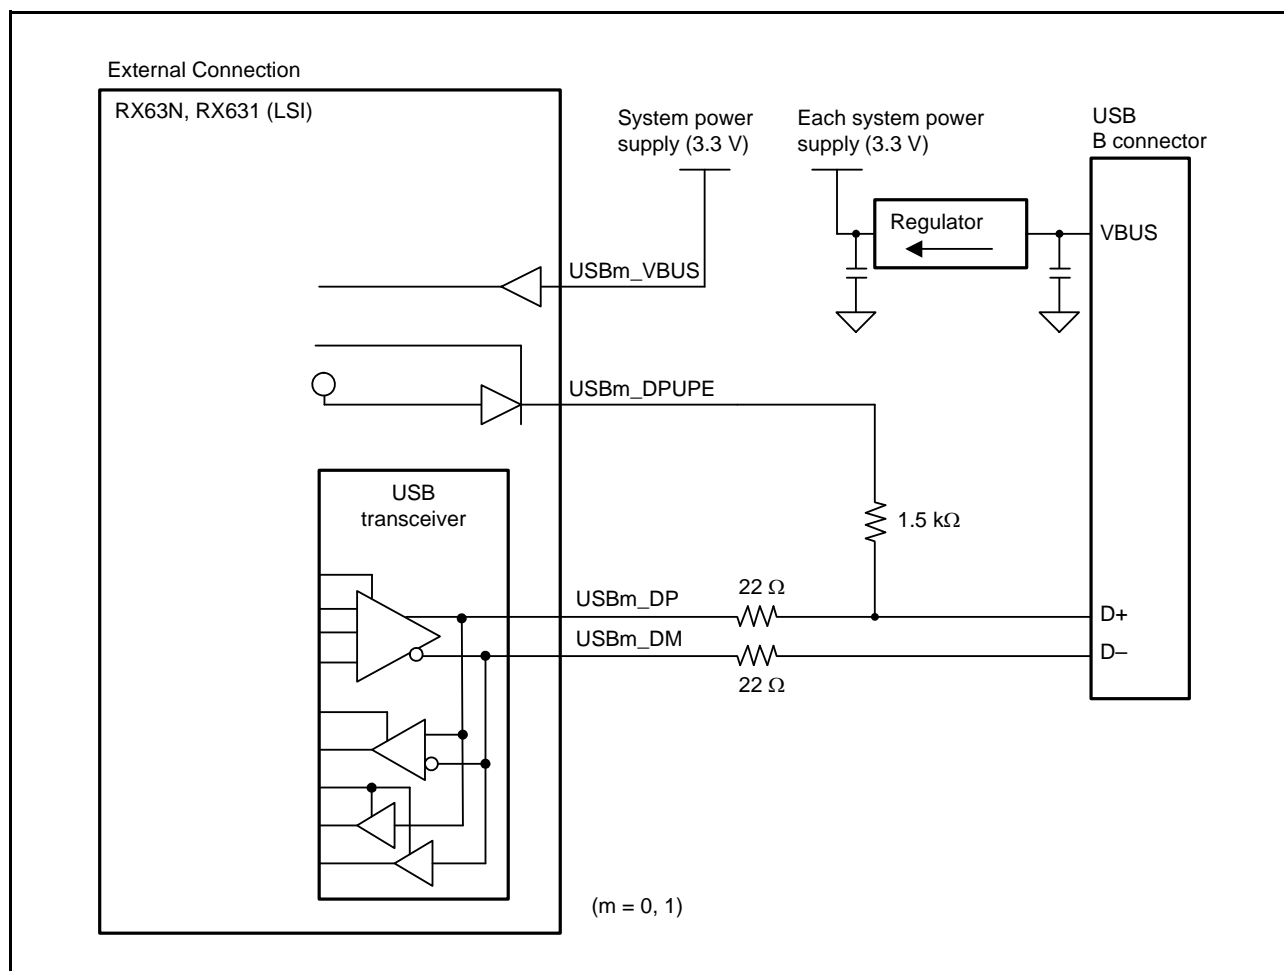 External Connection
RX63N, RX631 (LSI)
System power
supply (3.3 V)
Each system power
supply (3.3 V)
USB
B connector
Regulator
VBUS
USBm_VBUS
USBm_DPUPE
USB
transceiver
1.5 kΩ
22 Ω
USBm_DP
D+
USBm_DM
D–
22 Ω
(m = 0, 1)